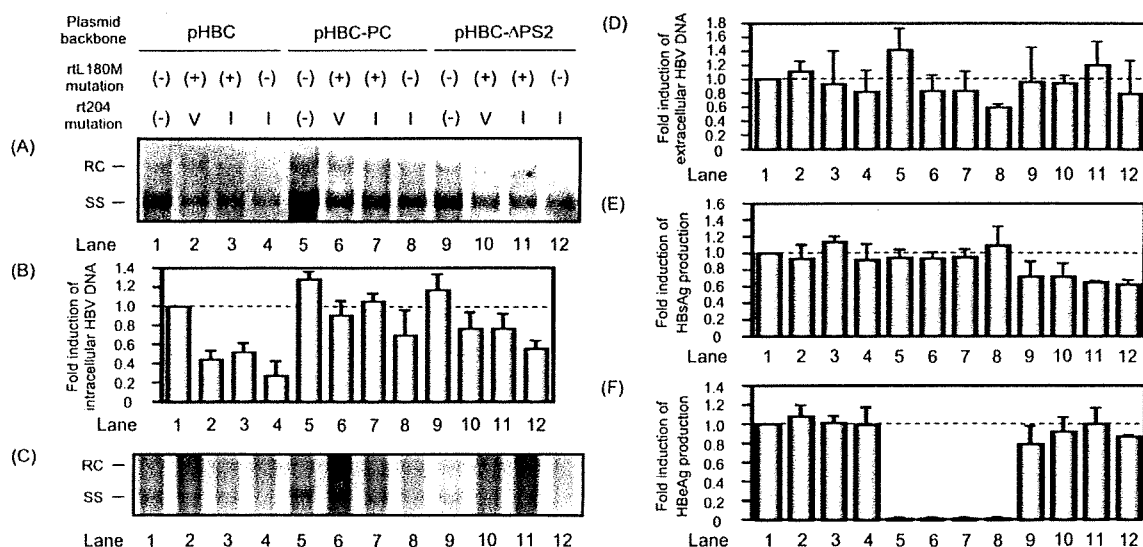 Plasmid backbone pHBC pHBC-PC pHBC-ΛPS2
rtL180M mutation (-) (+) (+) (-) (-) (+) (+) (-) (-) (+) (+) (-)
rt204 mutation (-) V I I (-) V I I (-) V I I
(A)
RC –
SS –
Lane 1 2 3 4 5 6 7 8 9 10 11 12
(B)
Fold induction of intracellular HBV DNA
1.4
1.2
1.0
0.8
0.6
0.4
0.2
0
Lane 1 2 3 4 5 6 7 8 9 10 11 12
(C)
RC –
SS –
Lane 1 2 3 4 5 6 7 8 9 10 11 12
(D)
Fold induction of extracellular HBV DNA
1.8
1.6
1.4
1.2
1.0
0.8
0.6
0.4
0.2
0
Lane 1 2 3 4 5 6 7 8 9 10 11 12
(E)
Fold induction of HBsAg production
1.6
1.4
1.2
1.0
0.8
0.6
0.4
0.2
0
Lane 1 2 3 4 5 6 7 8 9 10 11 12
(F)
Fold induction of HBeAg production
1.4
1.2
1.0
0.8
0.6
0.4
0.2
0
Lane 1 2 3 4 5 6 7 8 9 10 11 12